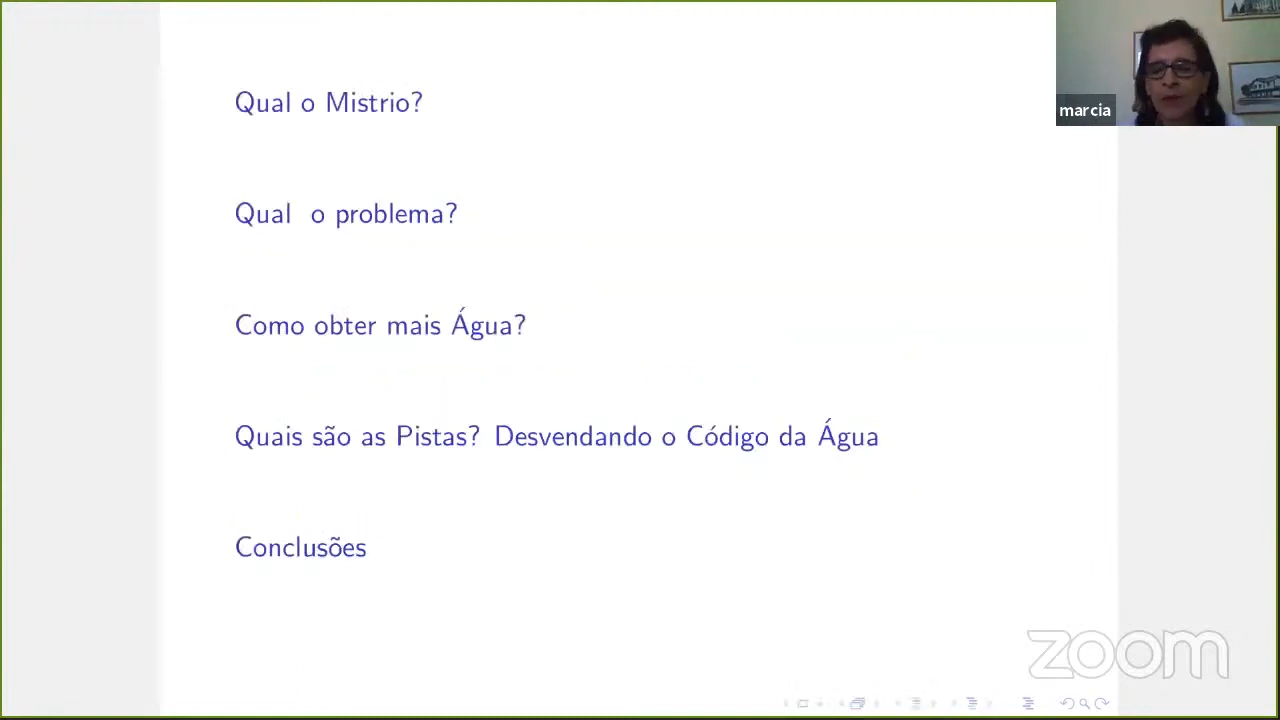 Qual o Mistrio?
marcia
Qual o problema?
Como obter mais Água?
Quais são as Pistas? Desvendando o Código da Água
Conclusões
zoom